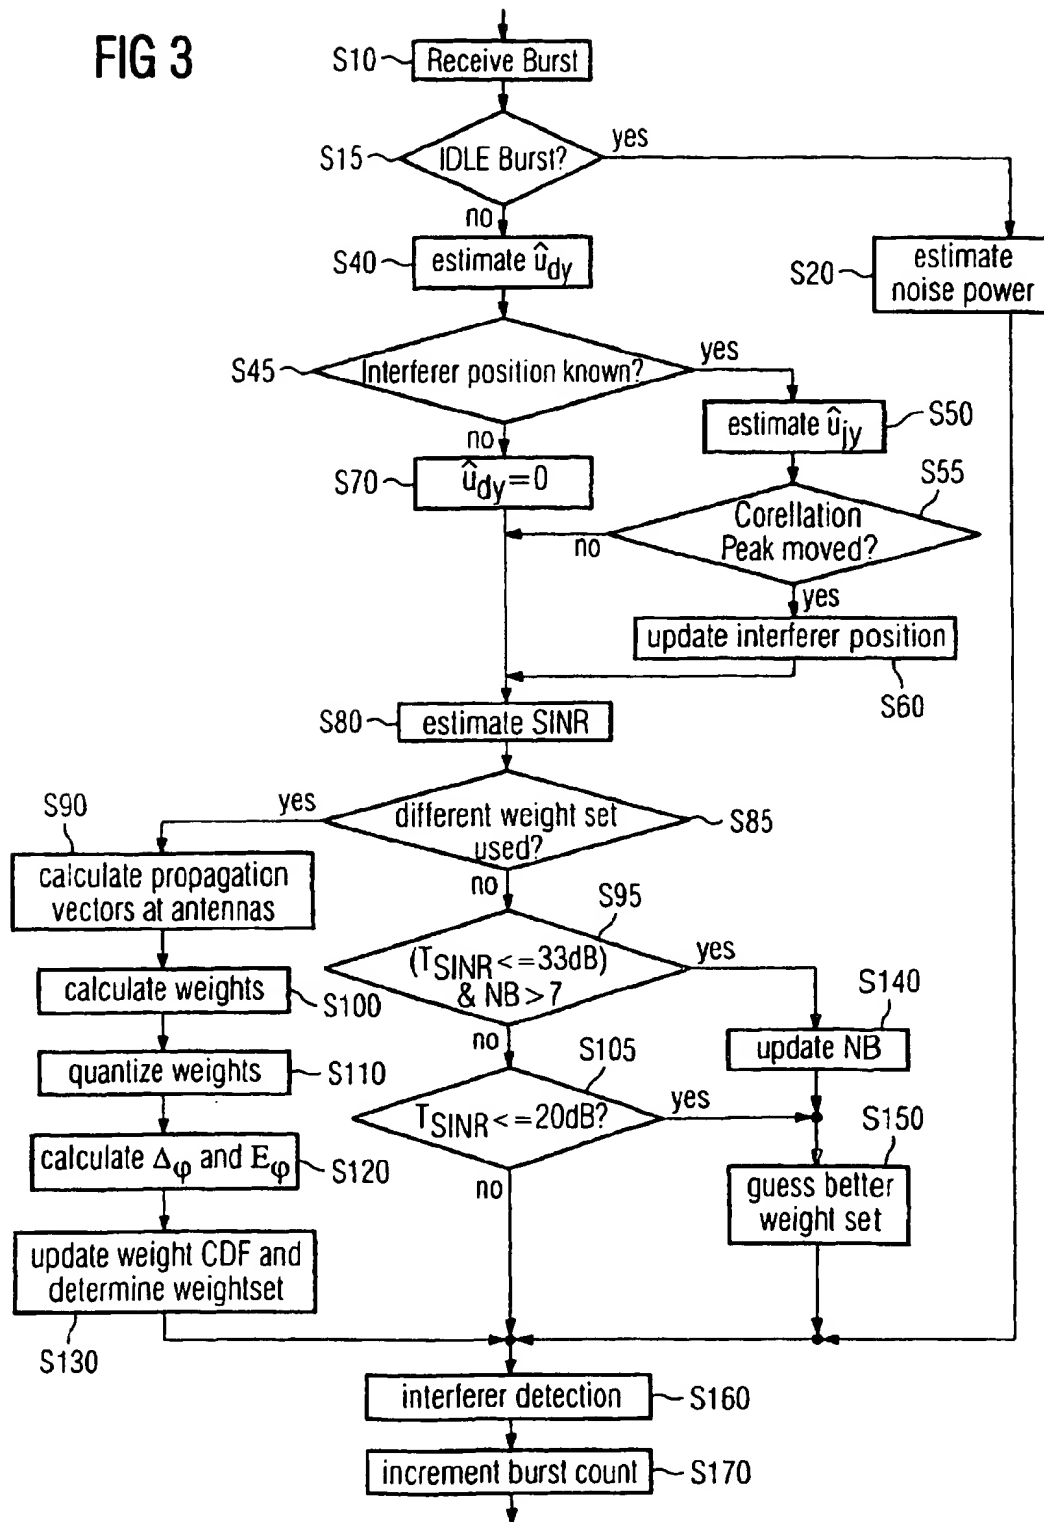 FIG 3
S10
Receive Burst
S15
IDLE Burst?
yes
no
S40
estimate û_dy
S20
estimate
noise power
S45
Interferer position known?
yes
no
estimate û_jy
S50
S70
û_dy=0
S55
Corellation
Peak moved?
no
yes
update interferer position
S60
S80
estimate SINR
S90
yes
different weight set
used?
S85
no
calculate propagation
vectors at antennas
S95
(T_SINR<=33dB)
& NB>7
yes
no
calculate weights
S100
S140
update NB
quantize weights
S110
S105
T_SINR<=20dB?
yes
no
calculate Δ_φ and E_φ
S120
S150
guess better
weight set
update weight CDF and
determine weightset
S130
interferer detection
S160
increment burst count
S170